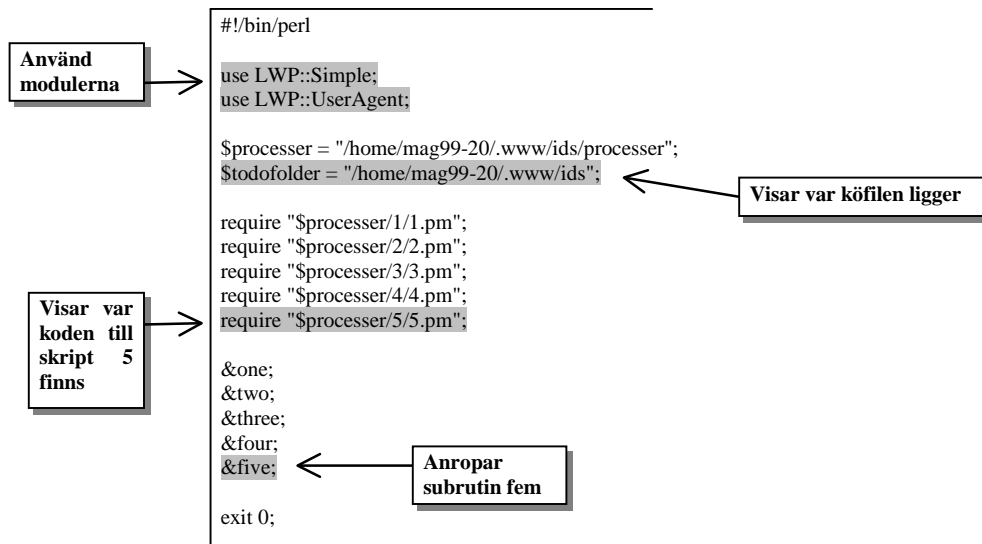 #!/bin/perl
Använd
modulerna
use LWP::Simple;
use LWP::UserAgent;
$processer = "/home/mag99-20/.www/ids/processer";
$todofolder = "/home/mag99-20/.www/ids";
Visar var köfilen ligger
require "$processer/1/1.pm";
require "$processer/2/2.pm";
require "$processer/3/3.pm";
require "$processer/4/4.pm";
require "$processer/5/5.pm";
Visar var
koden till
skript 5
finns
&one;
&two;
&three;
&four;
&five;
Anropar
subrutin fem
exit 0;